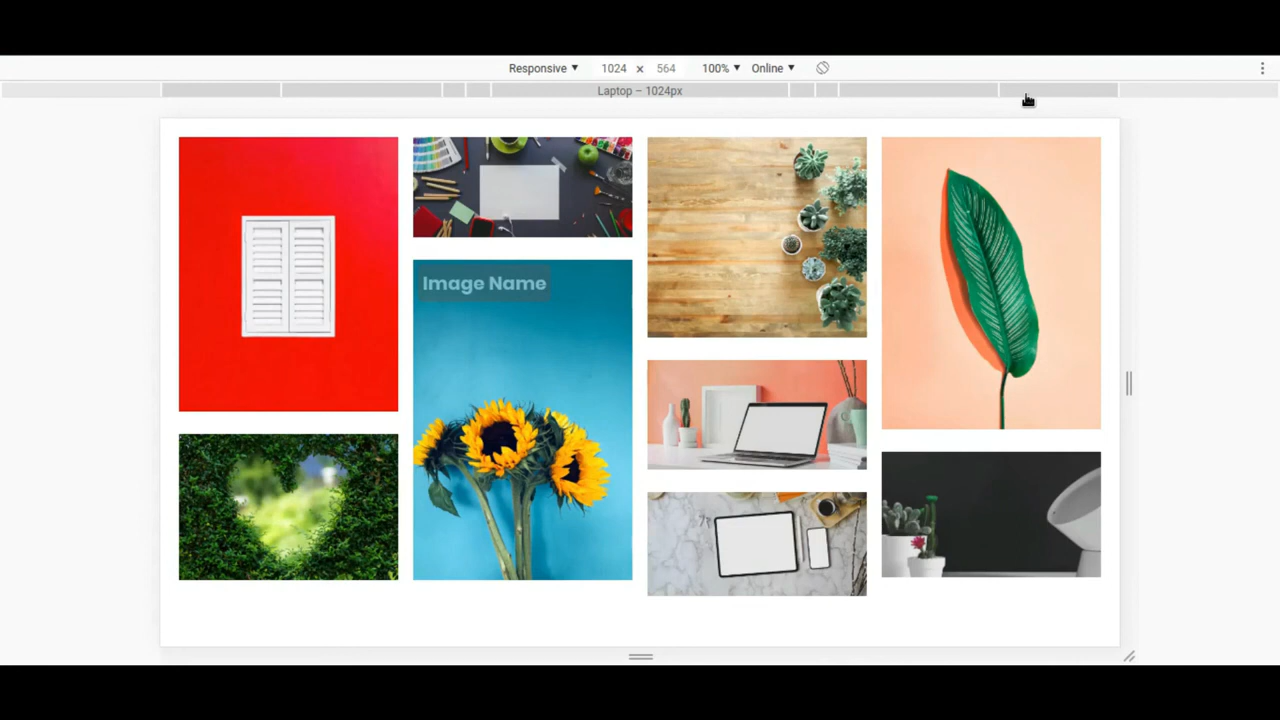 Responsive ▼ 1024 × 564 100% ▼ Online ▼
Laptop – 1024px
Image Name